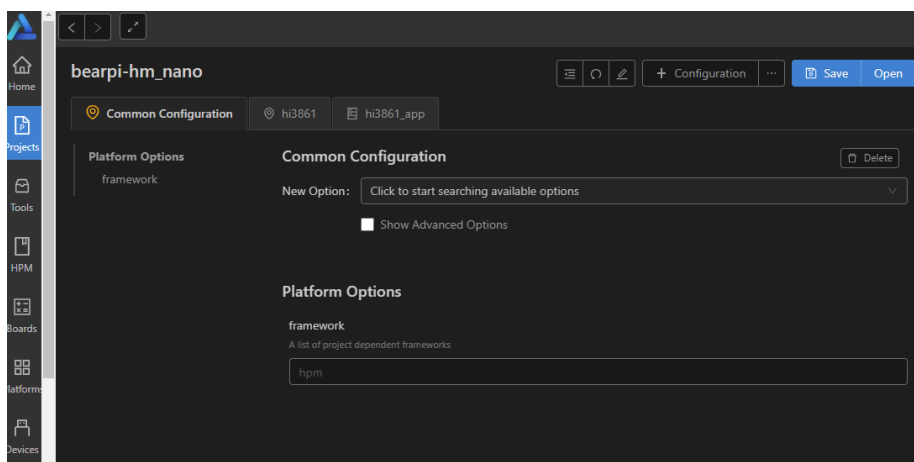 Home
Projects
Tools
HPM
Boards
Platforms
Devices
bearpi-hm_nano
+ Configuration
...
Save
Open
Common Configuration
hi3861
hi3861_app
Platform Options
framework
Common Configuration
Delete
New Option:
Click to start searching available options
Show Advanced Options
Platform Options
framework
A list of project dependent frameworks
hpm